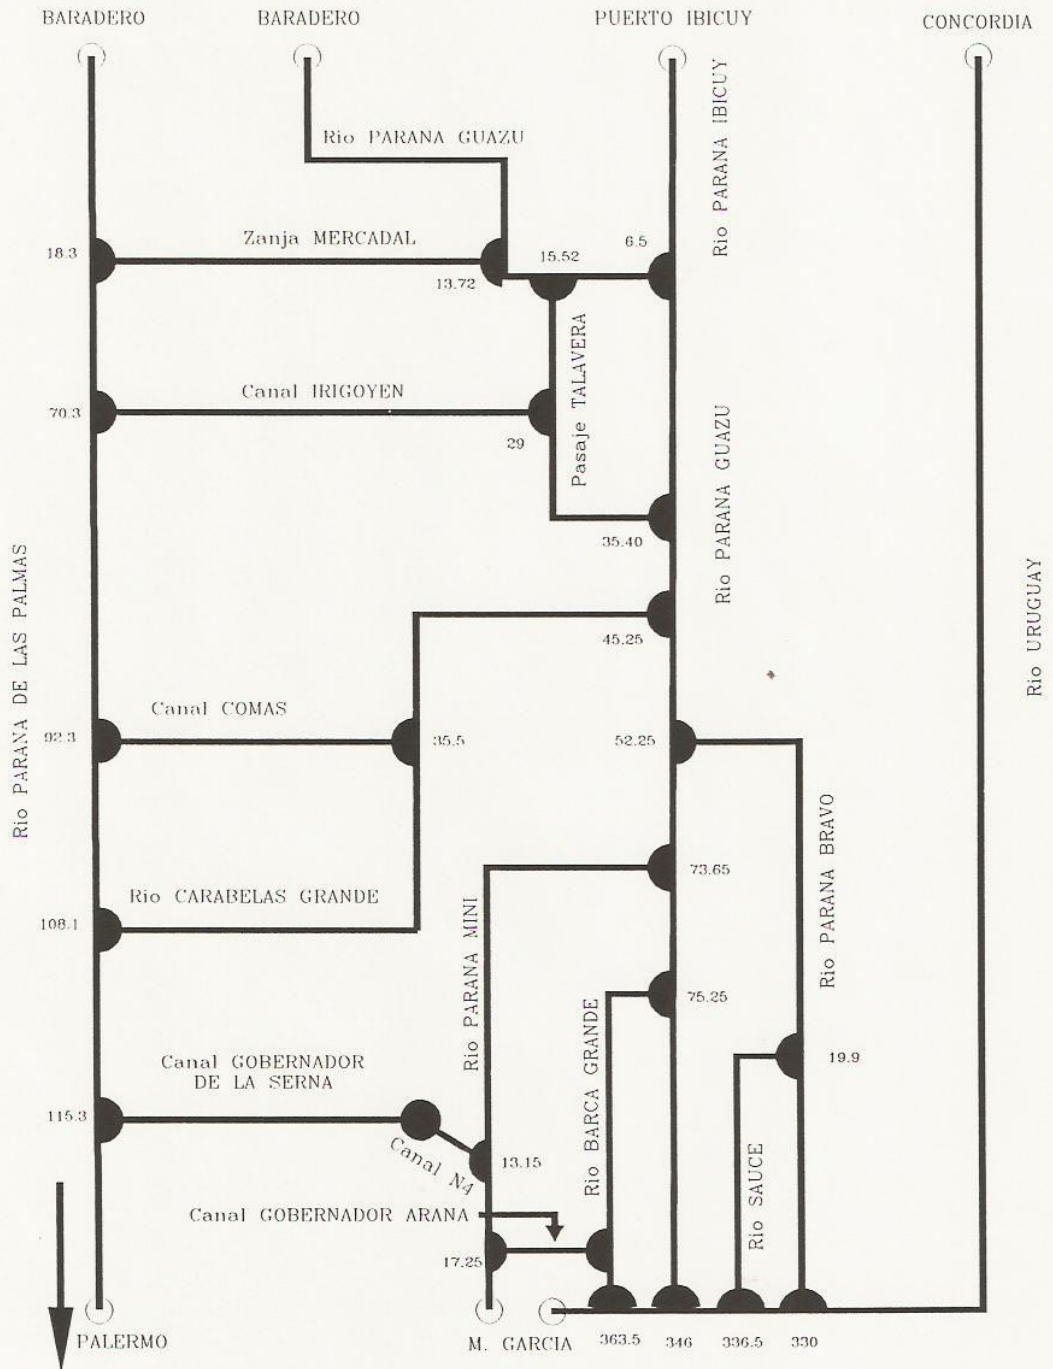 BARADERO
BARADERO
PUERTO IBICUY
CONCORDIA
Rio PARANA GUAZU
Rio PARANA IBICUY
Zanja MERCADAL
18.3
13.72
15.52
6.5
Canal IRIGOYEN
70.3
29
Pasaje TALAVERA
35.40
Rio PARANA GUAZU
45.25
Rio PARANA DE LAS PALMAS
Rio URUGUAY
Canal COMAS
92.3
35.5
52.25
Rio CARABELAS GRANDE
108.1
Rio PARANA MINI
73.65
Rio PARANA BRAVO
75.25
Canal GOBERNADOR
DE LA SERNA
115.3
Canal N4
13.15
Rio BARCA GRANDE
19.9
Rio SAUCE
Canal GOBERNADOR ARANA
17.25
PALERMO
M. GARCIA
363.5
346
336.5
330